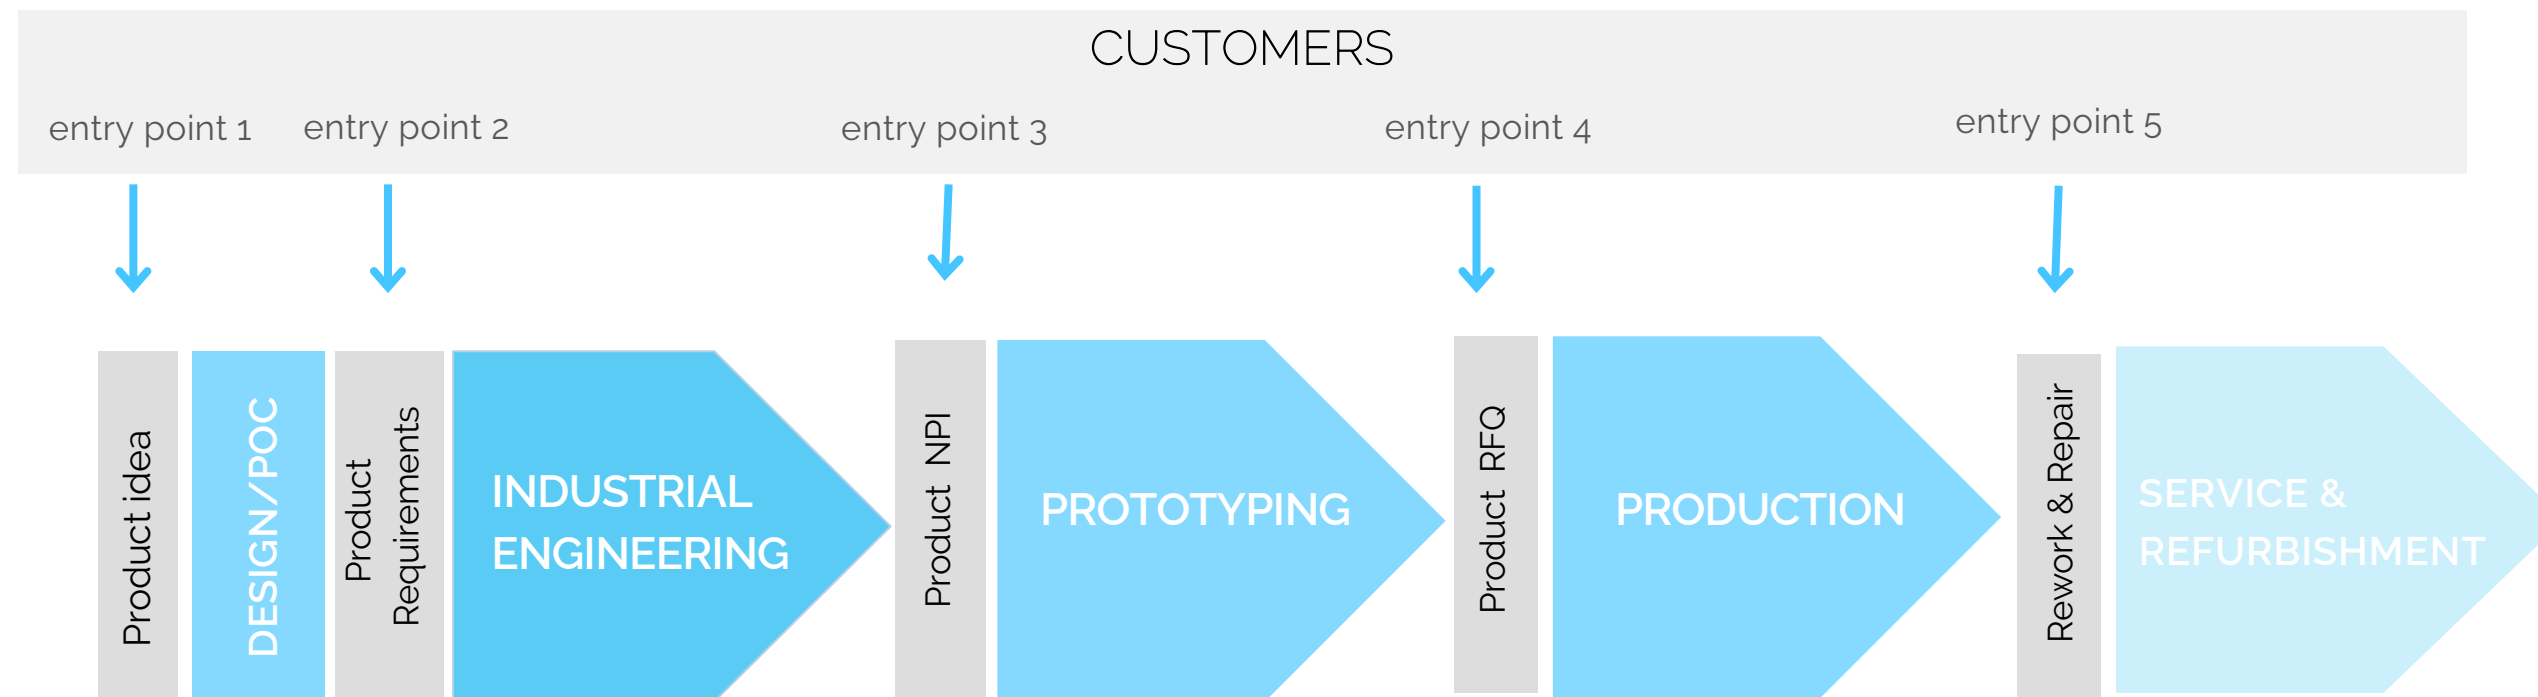 CUSTOMERS
entry point 1
entry point 2
entry point 3
entry point 4
entry point 5
Product idea
DESIGN/POC
Product
Requirements
INDUSTRIAL
ENGINEERING
Product NPI
PROTOTYPING
Product RFQ
PRODUCTION
Rework & Repair
SERVICE &
REFURBISHMENT